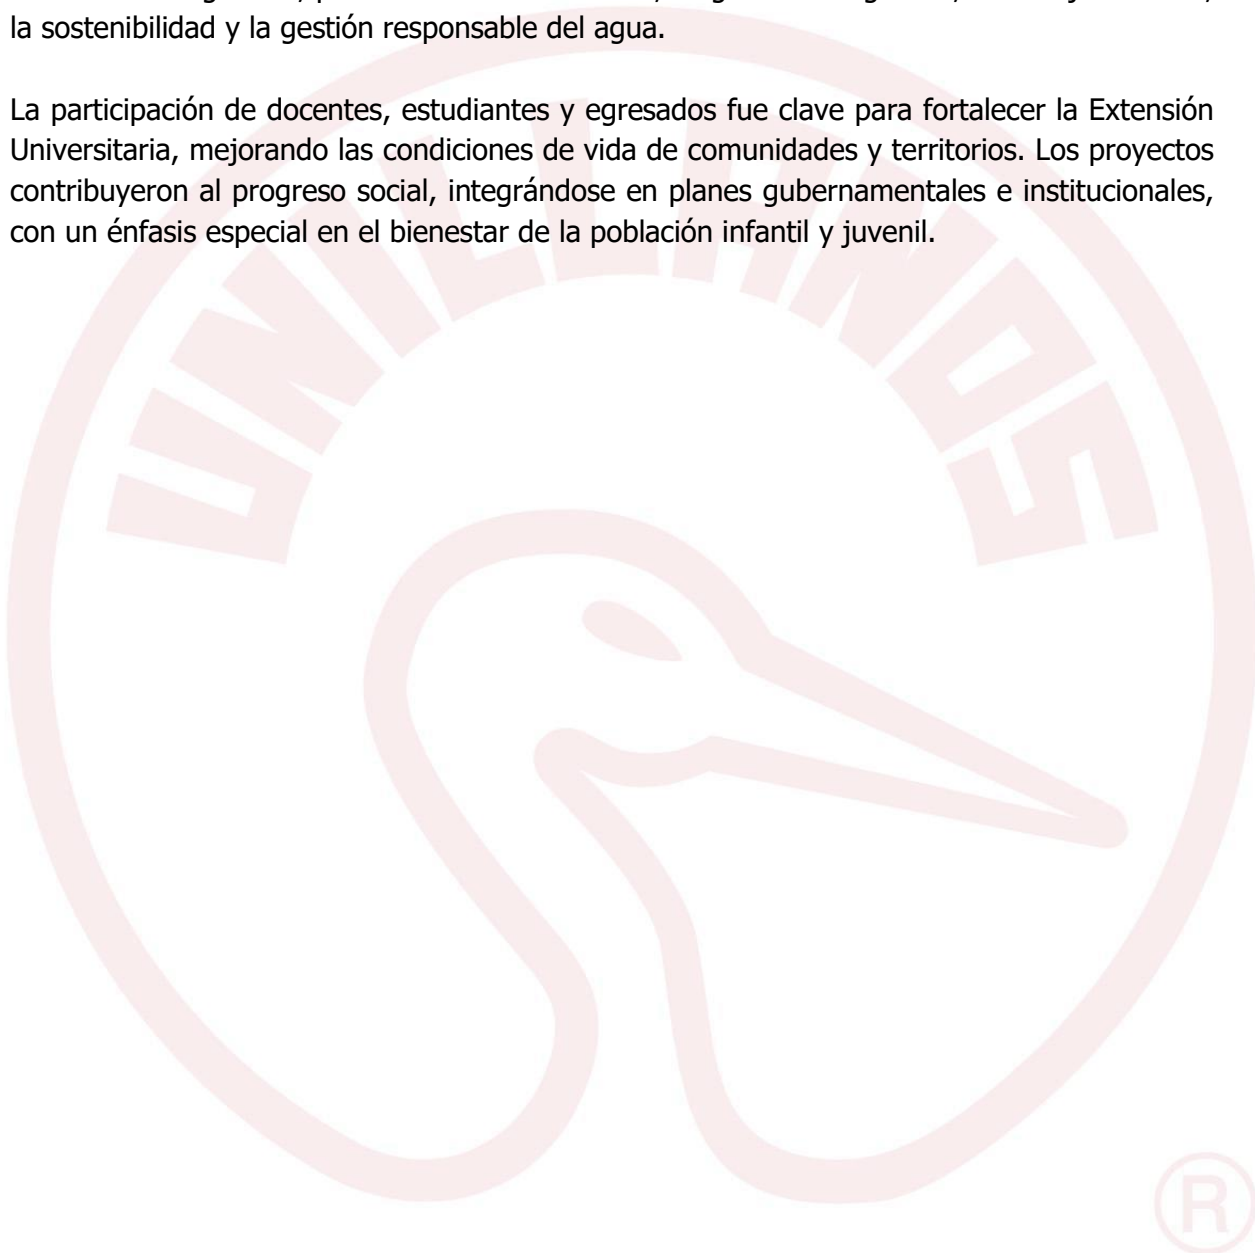 la sostenibilidad y la gestión responsable del agua.
La participación de docentes, estudiantes y egresados fue clave para fortalecer la Extensión
Universitaria, mejorando las condiciones de vida de comunidades y territorios. Los proyectos
contribuyeron al progreso social, integrándose en planes gubernamentales e institucionales,
con un énfasis especial en el bienestar de la población infantil y juvenil.
UNILLANOS
®